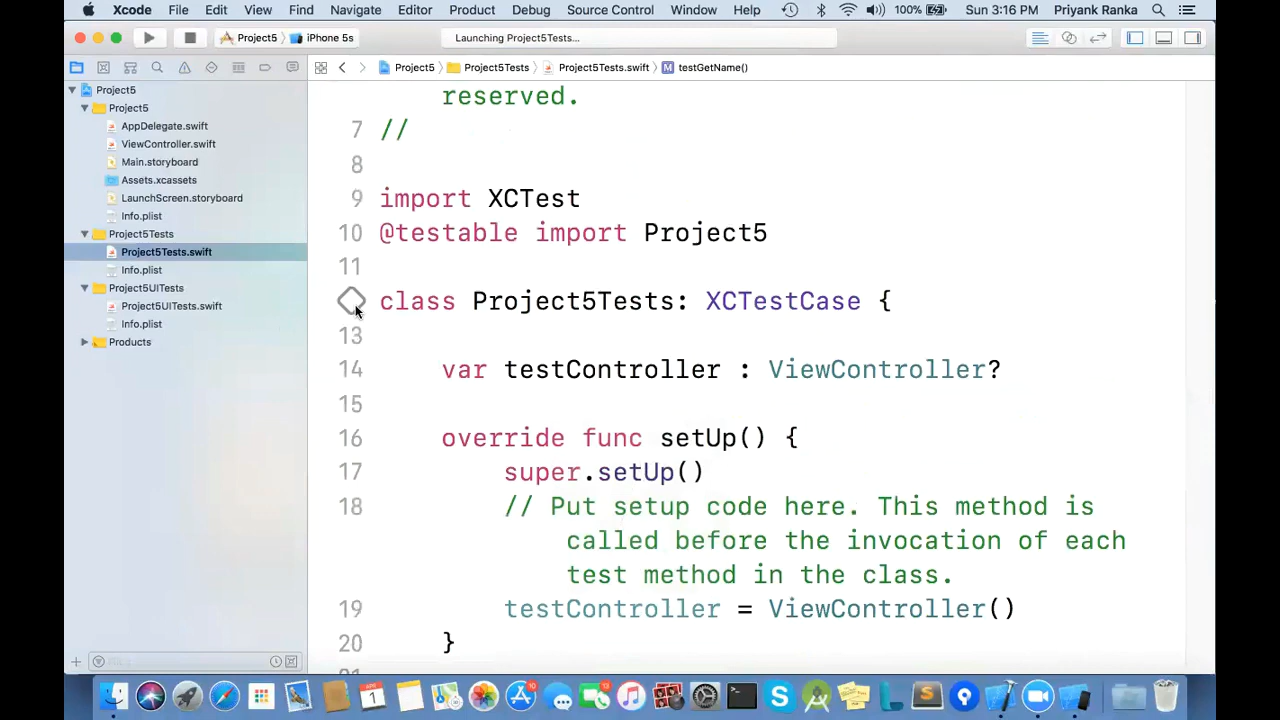 Xcode File Edit View Find Navigate Editor Product Debug Source Control Window Help 100% Sun 3:16 PM Priyank Ranka
Project5 iPhone 5s Launching Project5Tests...
Project5 Project5Tests Project5Tests.swift M testGetName()
Project5
Project5
AppDelegate.swift
ViewController.swift
Main.storyboard
Assets.xcassets
LaunchScreen.storyboard
Info.plist
Project5Tests
Project5Tests.swift
Info.plist
Project5UITests
Project5UITests.swift
Info.plist
Products
reserved.
7 //
8
9 import XCTest
10 @testable import Project5
11
class Project5Tests: XCTestCase {
13
14 var testController : ViewController?
15
16 override func setUp() {
17 super.setUp()
18 // Put setup code here. This method is
called before the invocation of each
test method in the class.
19 testController = ViewController()
20 }